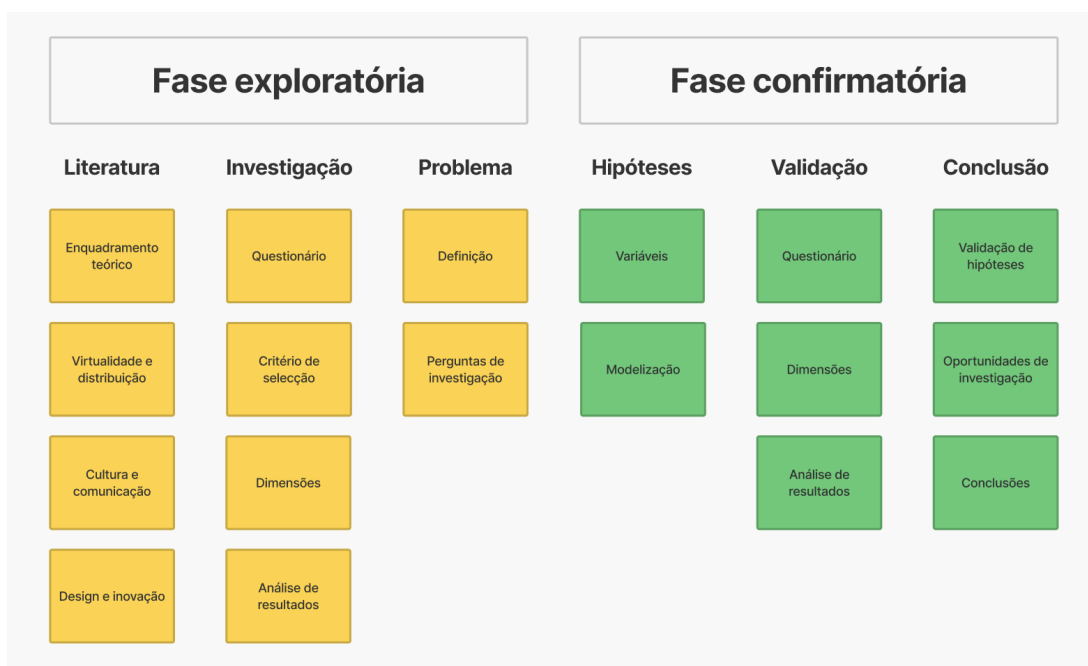 Fase exploratória
Fase confirmatória
Literatura
Investigação
Problema
Hipóteses
Validação
Conclusão
Enquadramento
teórico
Questionário
Definição
Variáveis
Questionário
Validação de
hipóteses
Virtualidade e
distribuição
Critério de
selecção
Perguntas de
investigação
Modelização
Dimensões
Oportunidades de
investigação
Cultura e
comunicação
Dimensões
Análise de
resultados
Conclusões
Design e inovação
Análise de
resultados